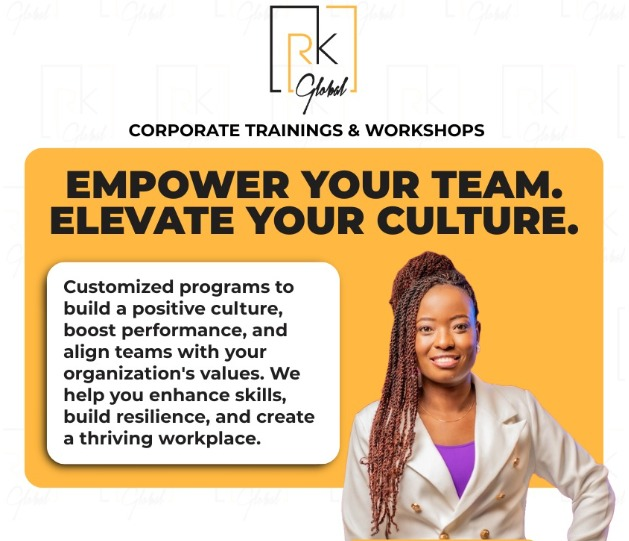 RK
Global
CORPORATE TRAININGS & WORKSHOPS
EMPOWER YOUR TEAM.
ELEVATE YOUR CULTURE.
Customized programs to
build a positive culture,
boost performance, and
align teams with your
organization's values. We
help you enhance skills,
build resilience, and create
a thriving workplace.